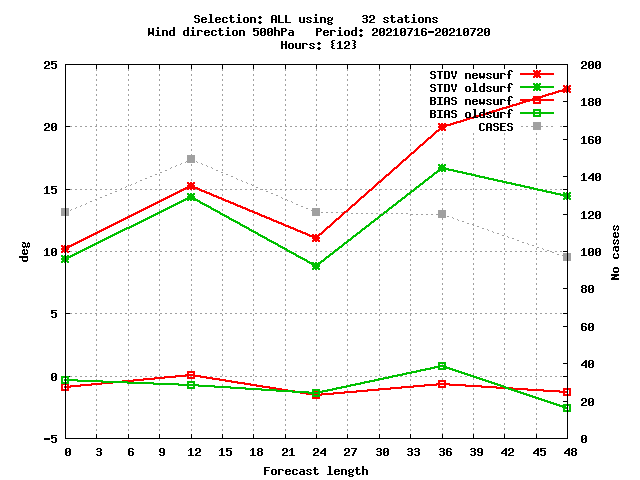 Selection: ALL using    32 stations
Wind direction 500hPa   Period: 20210716-20210720
Hours: {12}
STDV newsurf
STDV oldsurf
BIAS newsurf
BIAS oldsurf
CASES
25
20
15
10
5
0
-5
deg
200
180
160
140
120
100
80
60
40
20
0
No cases
0 3 6 9 12 15 18 21 24 27 30 33 36 39 42 45 48
Forecast length